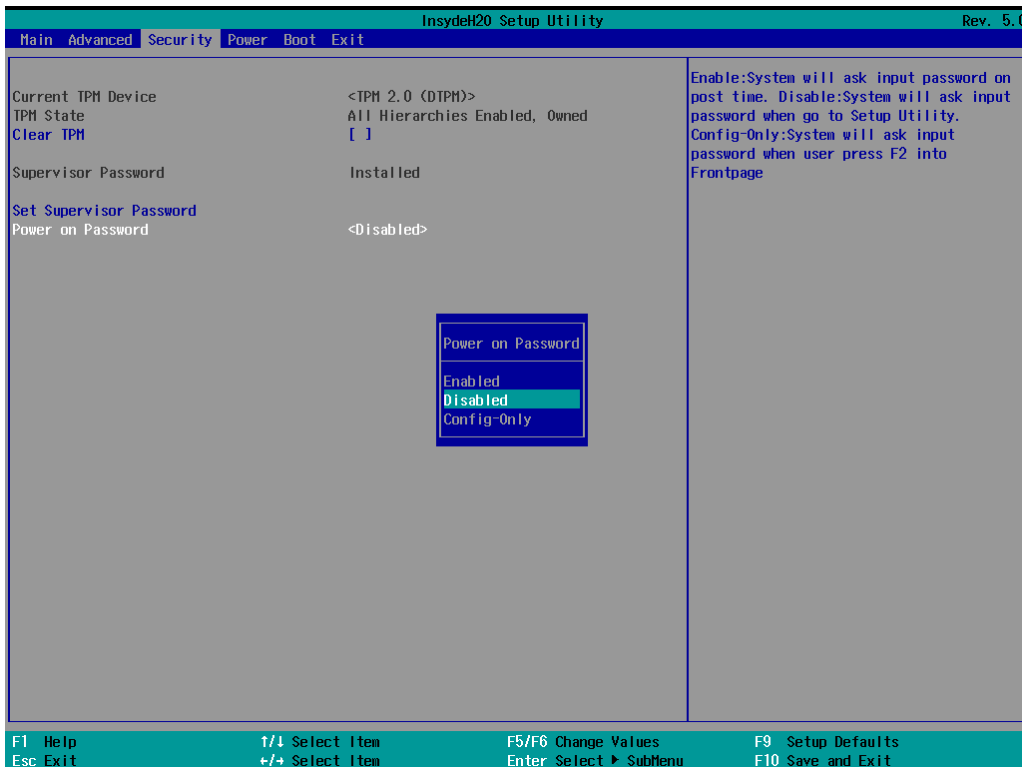 InsydeH20 Setup Utility Rev. 5.0
Main Advanced Security Power Boot Exit
Current TPM Device <TPM 2.0 (DTPM)>
TPM State All Hierarchies Enabled, Owned
Clear TPM [ ]
Supervisor Password Installed
Set Supervisor Password
Power on Password <Disabled>
Enable:System will ask input password on
post time. Disable:System will ask input
password when go to Setup Utility.
Config-Only:System will ask input
password when user press F2 into
Frontpage
Power on Password
Enabled
Disabled
Config-Only
F1 Help ↑/↓ Select Item F5/F6 Change Values F9 Setup Defaults
Esc Exit ←/→ Select Item Enter Select ▶ SubMenu F10 Save and Exit